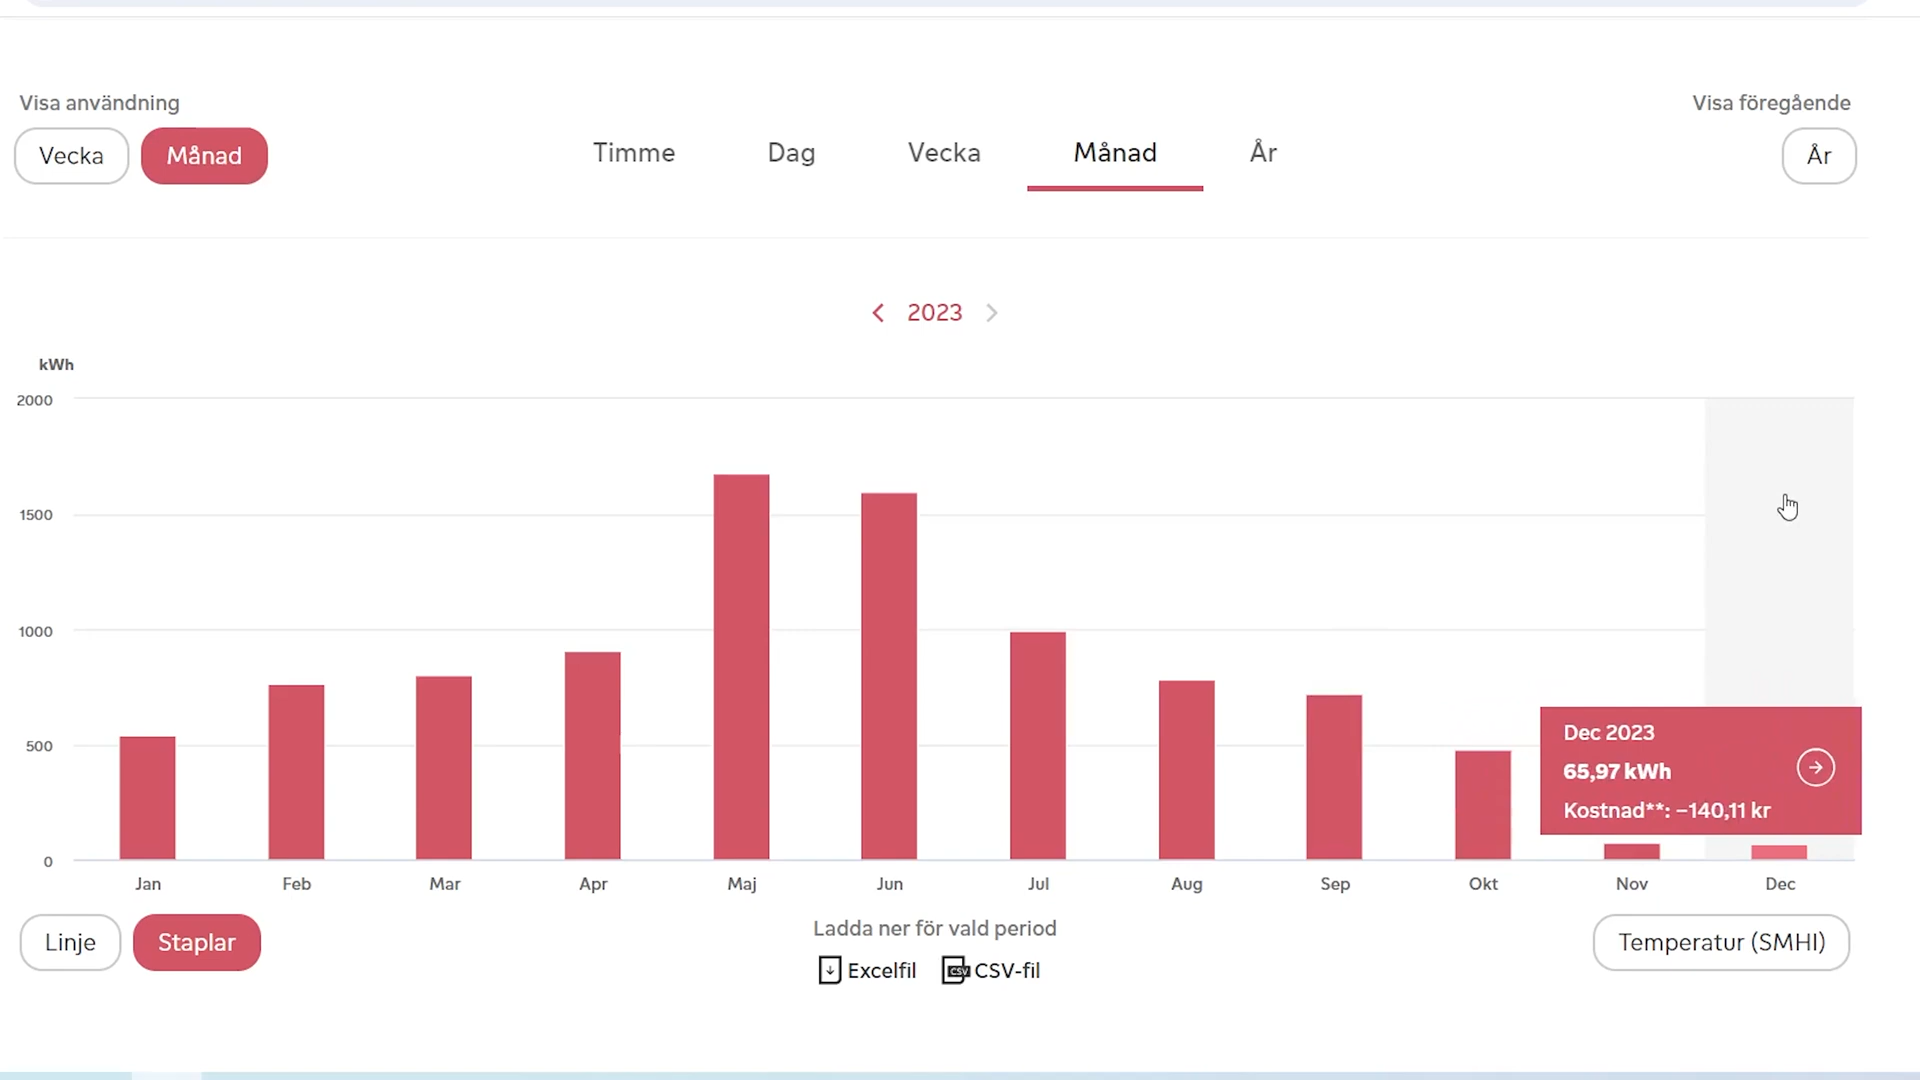 Visa användning
Visa föregående
Vecka
Månad
Timme
Dag
Vecka
Månad
År
År
2023
kWh
2000
1500
1000
500
0
Dec 2023
65,97 kWh
Kostnad**: −140,11 kr
Jan
Feb
Mar
Apr
Maj
Jun
Jul
Aug
Sep
Okt
Nov
Dec
Linje
Staplar
Ladda ner för vald period
Excelfil
CSV
CSV-fil
Temperatur (SMHI)